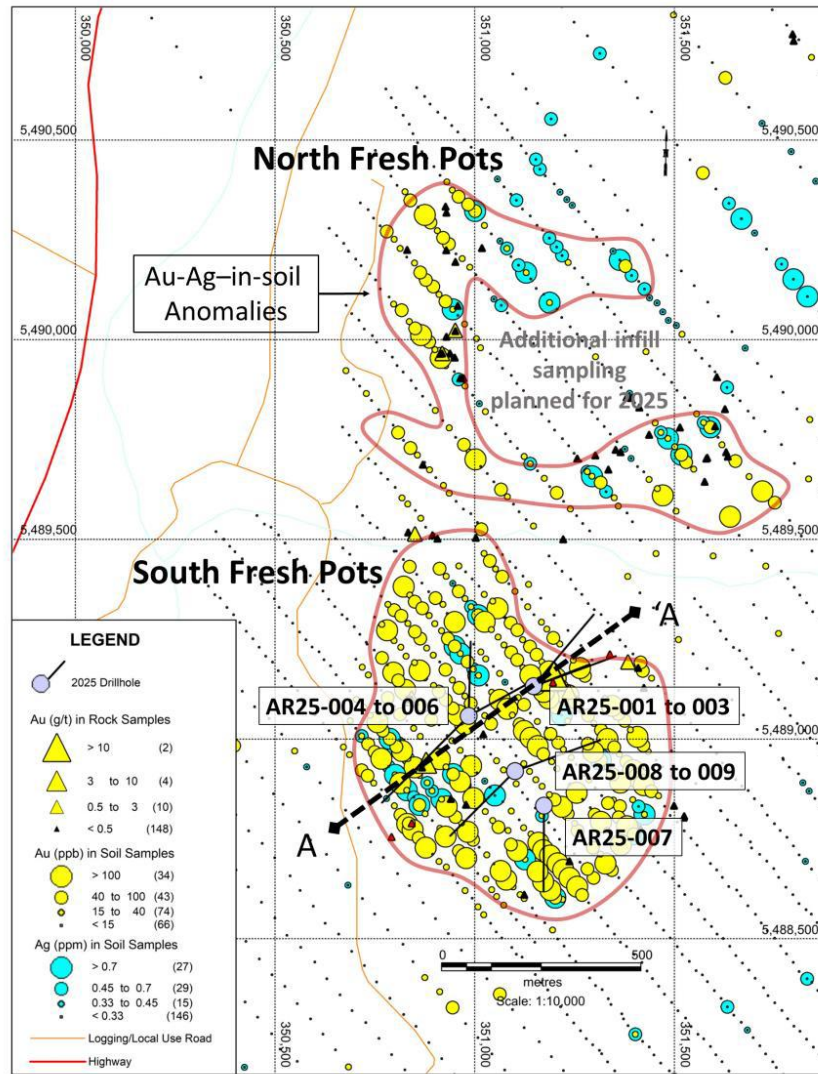 350,000
350,500
351,000
351,500
5,490,500
5,490,500
North Fresh Pots
Au-Ag–in-soil
Anomalies
5,490,000
5,490,000
Additional infill
sampling
planned for 2025
5,489,500
5,489,500
South Fresh Pots
A'
AR25-004 to 006
AR25-001 to 003
5,489,000
AR25-008 to 009
AR25-007
A
5,488,500
LEGEND
2025 Drillhole
Au (g/t) in Rock Samples
> 10 (2)
3 to 10 (4)
0.5 to 3 (10)
< 0.5 (148)
Au (ppb) in Soil Samples
> 100 (34)
40 to 100 (43)
15 to 40 (74)
< 15 (66)
Ag (ppm) in Soil Samples
> 0.7 (27)
0.45 to 0.7 (29)
0.33 to 0.45 (15)
< 0.33 (146)
Logging/Local Use Road
Highway
0 500
metres
Scale: 1:10,000
350,500
351,000
351,500